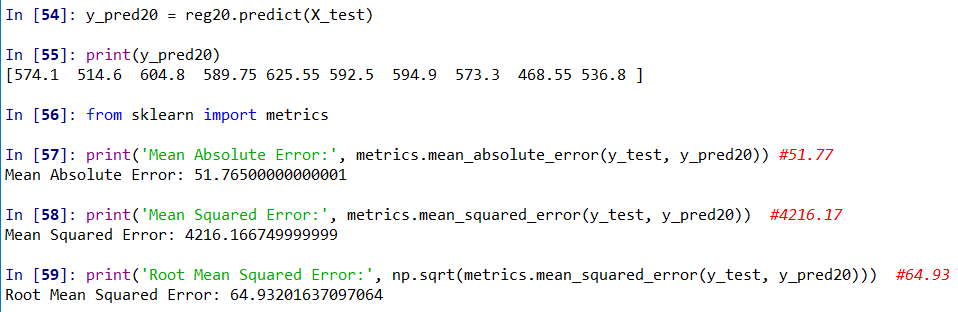 In [54]: y_pred20 = reg20.predict(X_test)
In [55]: print(y_pred20)
[574.1  514.6  604.8  589.75 625.55 592.5  594.9  573.3  468.55 536.8 ]
In [56]: from sklearn import metrics
In [57]: print('Mean Absolute Error:', metrics.mean_absolute_error(y_test, y_pred20)) #51.77
Mean Absolute Error: 51.76500000000001
In [58]: print('Mean Squared Error:', metrics.mean_squared_error(y_test, y_pred20))  #4216.17
Mean Squared Error: 4216.166749999999
In [59]: print('Root Mean Squared Error:', np.sqrt(metrics.mean_squared_error(y_test, y_pred20)))  #64.93
Root Mean Squared Error: 64.93201637097064